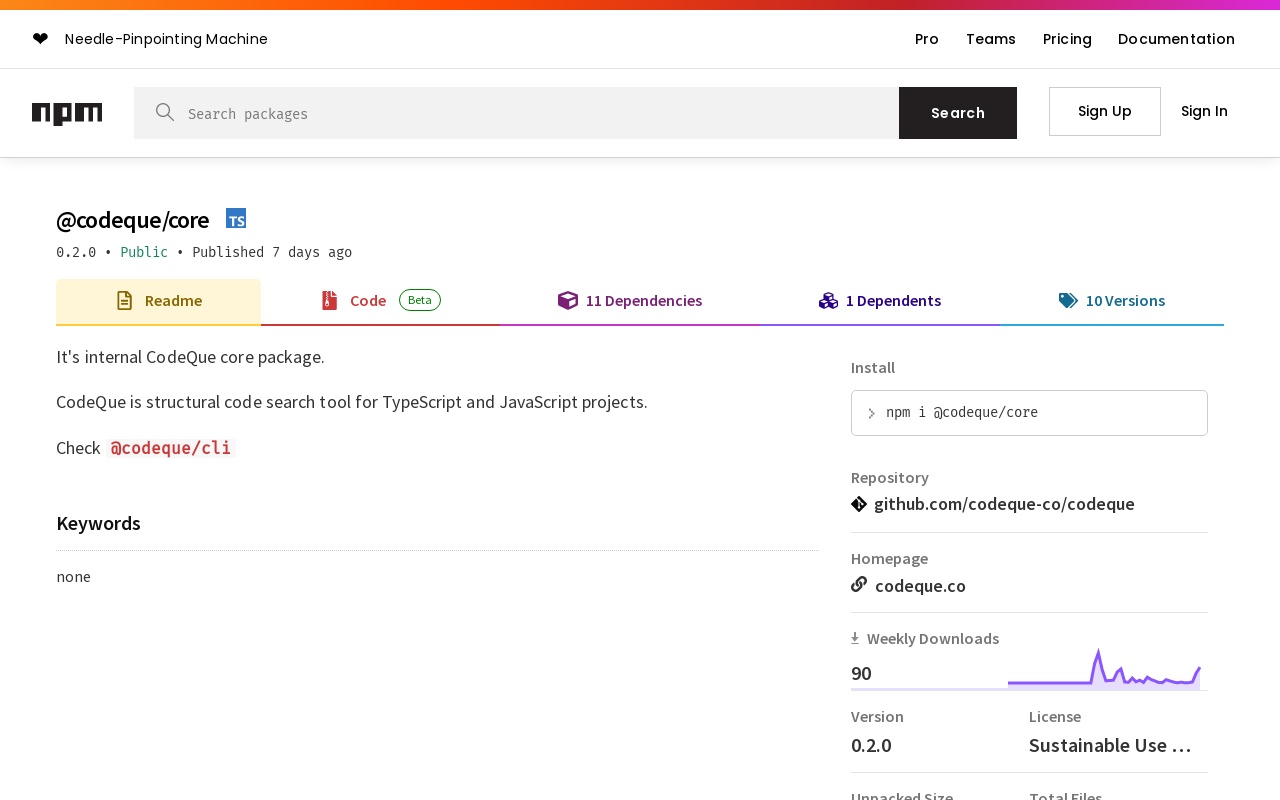 ❤ Needle-Pinpointing Machine
Pro Teams Pricing Documentation
npm
Search packages
Search
Sign Up
Sign In
@codeque/core TS
0.2.0 • Public • Published 7 days ago
Readme
Code Beta
11 Dependencies
1 Dependents
10 Versions
It's internal CodeQue core package.
CodeQue is structural code search tool for TypeScript and JavaScript projects.
Check @codeque/cli
Keywords
none
Install
npm i @codeque/core
Repository
github.com/codeque-co/codeque
Homepage
codeque.co
Weekly Downloads
90
Version
0.2.0
License
Sustainable Use …
Unpacked Size
Total Files